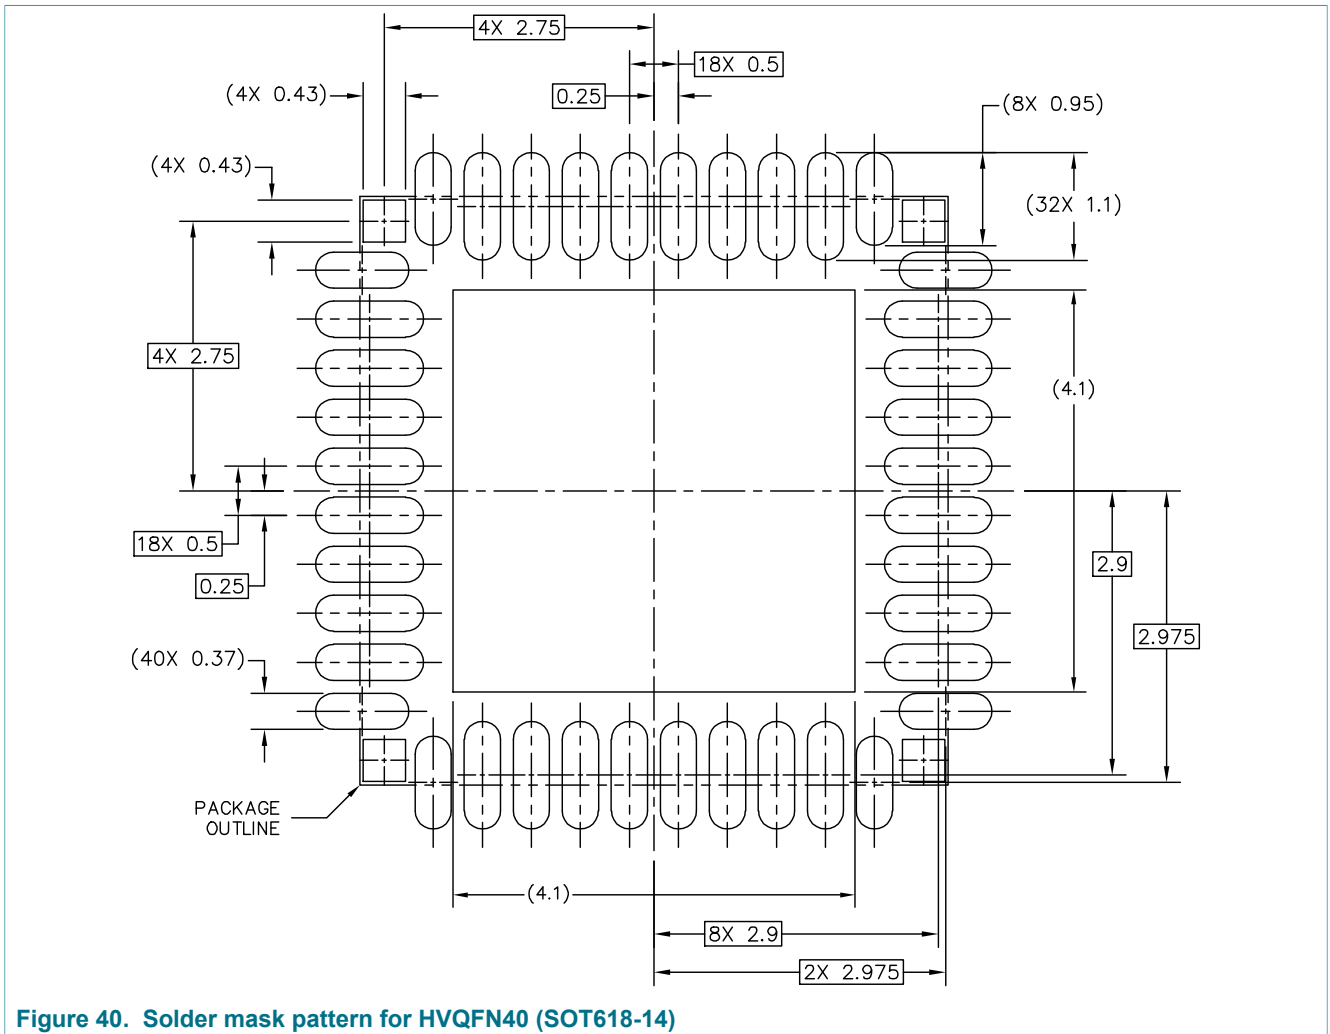 4X 2.75
18X 0.5
(4X 0.43)
0.25
(8X 0.95)
(4X 0.43)
(32X 1.1)
4X 2.75
(4.1)
18X 0.5
2.9
0.25
2.975
(40X 0.37)
PACKAGE
OUTLINE
(4.1)
8X 2.9
2X 2.975
Figure 40. Solder mask pattern for HVQFN40 (SOT618-14)